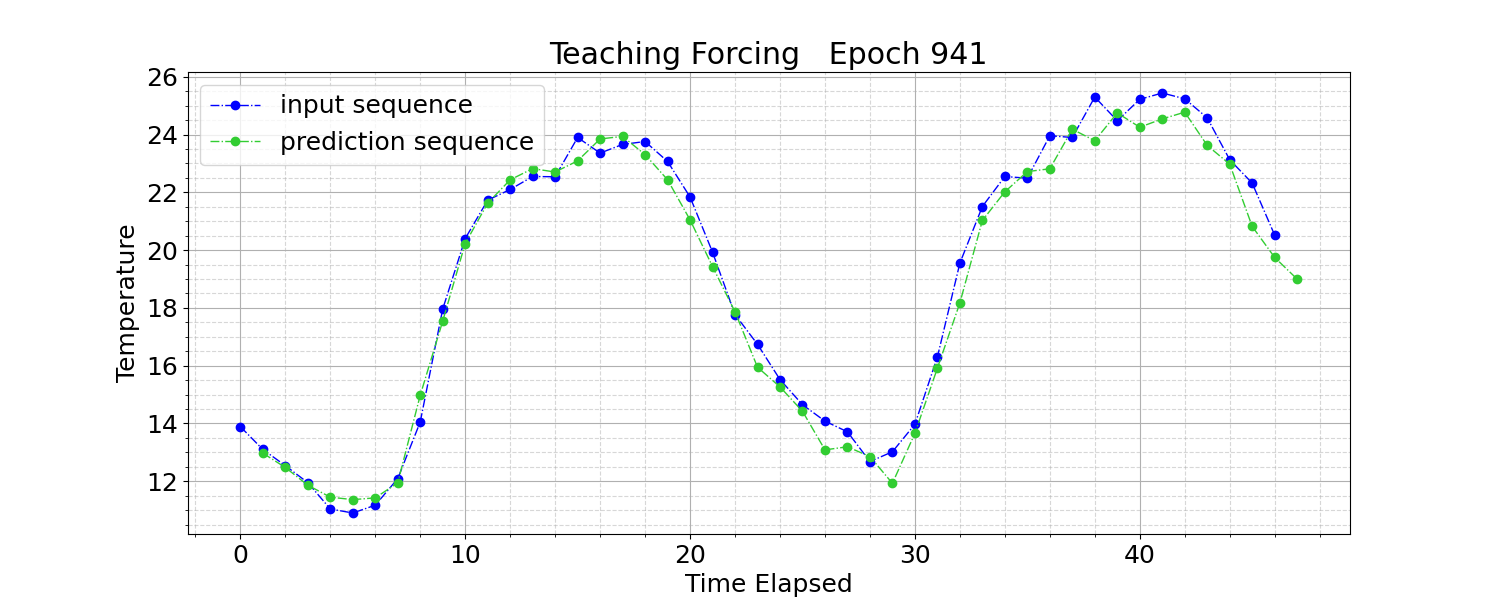 Teaching Forcing   Epoch 941
input sequence
prediction sequence
Temperature
26
24
22
20
18
16
14
12
0 10 20 30 40
Time Elapsed